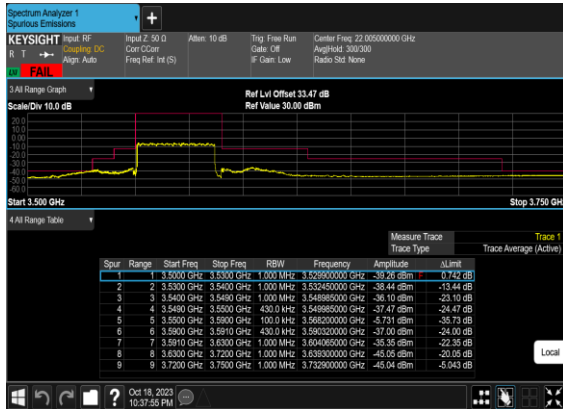 Spectrum Analyzer 1
Spurious Emissions
+
KEYSIGHT Input: RF Input Z: 50 Ω Atten: 10 dB Trig: Free Run Center Freq: 22.005000000 GHz
R T Coupling: DC Corr CCorr Gate: Off Avg|Hold: 300/300
Align: Auto Freq Ref: Int (S) IF Gain: Low Radio Std: None
LXI FAIL
3 All Range Graph
Ref Lvl Offset 33.47 dB
Scale/Div 10.0 dB Ref Value 30.00 dBm
20.0
10.0
0.00
-10.0
-20.0
-30.0
-40.0
-50.0
-60.0
Start 3.500 GHz Stop 3.750 GHz
4 All Range Table
Measure Trace Trace 1
Trace Type Trace Average (Active)
Spur Range Start Freq Stop Freq RBW Frequency Amplitude ΔLimit
1 1 3.5000 GHz 3.5300 GHz 1.000 MHz 3.529900000 GHz -39.26 dBm F 0.742 dB
2 2 3.5300 GHz 3.5400 GHz 1.000 MHz 3.532450000 GHz -38.44 dBm -13.44 dB
3 3 3.5400 GHz 3.5490 GHz 1.000 MHz 3.548985000 GHz -36.10 dBm -23.10 dB
4 4 3.5490 GHz 3.5500 GHz 430.0 kHz 3.549985000 GHz -37.47 dBm -24.47 dB
5 5 3.5500 GHz 3.5900 GHz 100.0 kHz 3.568200000 GHz -5.731 dBm -35.73 dB
6 6 3.5900 GHz 3.5910 GHz 430.0 kHz 3.590320000 GHz -37.00 dBm -24.00 dB
7 7 3.5910 GHz 3.6300 GHz 1.000 MHz 3.604065000 GHz -35.35 dBm -22.35 dB
8 8 3.6300 GHz 3.7200 GHz 1.000 MHz 3.639300000 GHz -45.05 dBm -20.05 dB
9 9 3.7200 GHz 3.7500 GHz 1.000 MHz 3.732900000 GHz -45.04 dBm -5.043 dB
Local
? Oct 18, 2023
10:37:55 PM